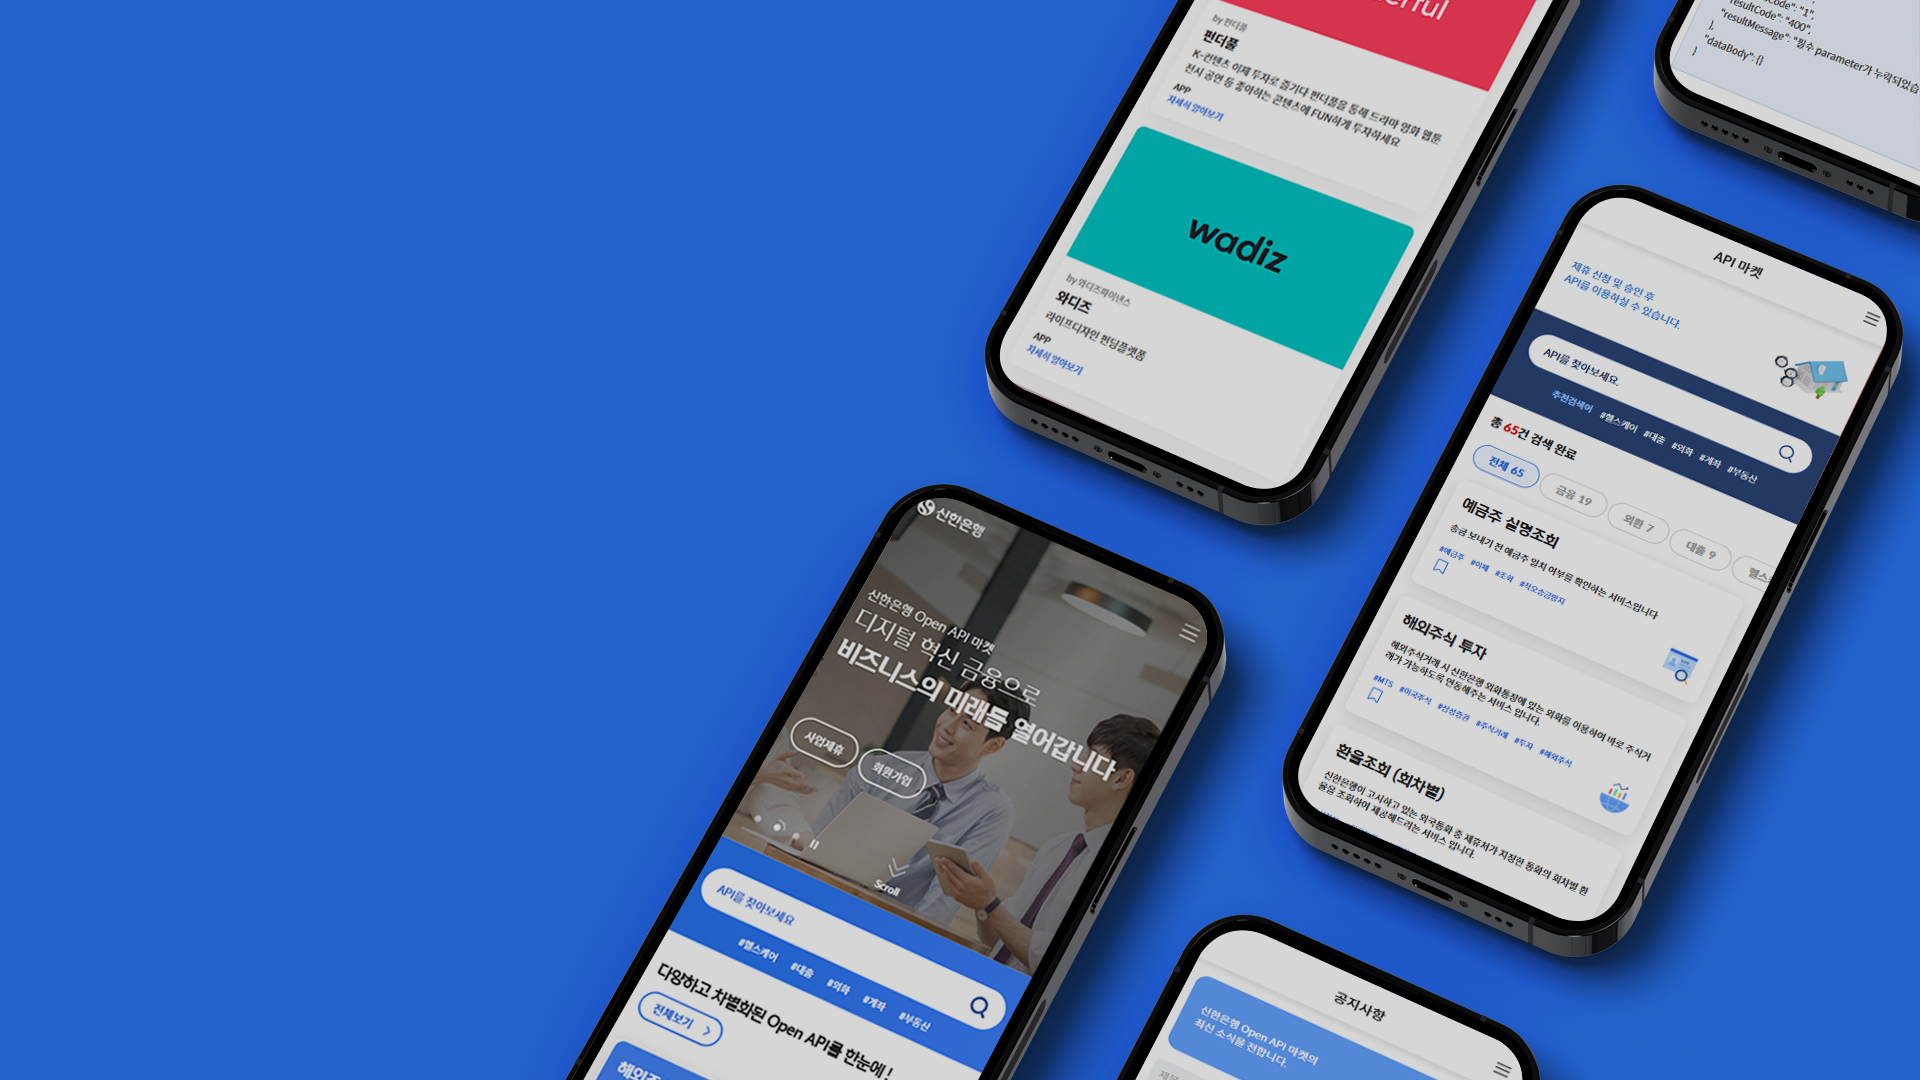 by 펀더풀
펀더풀
K-컨텐츠 이제 투자로 즐기다 펀더풀을 통해 드라마 영화 웹툰
전시 공연 등 좋아하는 콘텐츠에 FUN하게 투자하세요
APP
자세히 알아보기
wadiz
by 와디즈파이낸스
와디즈
라이프디자인 펀딩플랫폼
APP
자세히 알아보기
"resultCode": "400",
"resultMessage": "필수 parameter가 누락되었습
},
"dataBody": {}
}
API 마켓
제휴 신청 및 승인 후
API를 이용하실 수 있습니다.
API를 찾아보세요.
추천검색어 #헬스케어 #대출 #외화 #계좌 #부동산
총 65건 검색 완료
전체 65
금융 19
외환 7
대출 9
예금주 실명조회
송금 보내기 전 예금주 일치 여부를 확인하는 서비스입니다
#예금주 #이체 #조회 #착오송금방지
해외주식 투자
해외주식거래 시 신한은행 외화통장에 있는 외화를 이용하여 바로 주식거
래가 가능하도록 연동해주는 서비스 입니다.
#MTS #미국주식 #삼성증권 #주식거래 #투자 #해외주식
환율조회 (회차별)
신한은행이 고시하고 있는 외국통화 중 제휴처가 지정한 통화의 회차별 환
율을 조회하여 제공해드리는 서비스 입니다.
신한은행
신한은행 Open API 마켓
디지털 혁신 금융으로
비즈니스의 미래를 열어갑니다
사업제휴
회원가입
Scroll
API를 찾아보세요
#헬스케어 #대출 #외화 #계좌 #부동산
다양하고 차별화된 Open API를 한눈에 !
전체보기
공지사항
신한은행 Open API 마켓의
최신 소식을 전합니다.